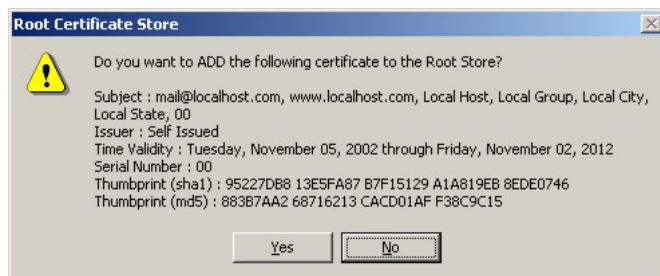 Root Certificate Store
Do you want to ADD the following certificate to the Root Store?
Subject : mail@localhost.com, www.localhost.com, Local Host, Local Group, Local City,
Local State, 00
Issuer : Self Issued
Time Validity : Tuesday, November 05, 2002 through Friday, November 02, 2012
Serial Number : 00
Thumbprint (sha1) : 95227DB8 13E5FA87 B7F15129 A1A819EB 8EDE0746
Thumbprint (md5) : 883B7AA2 68716213 CACD01AF F38C9C15
Yes No